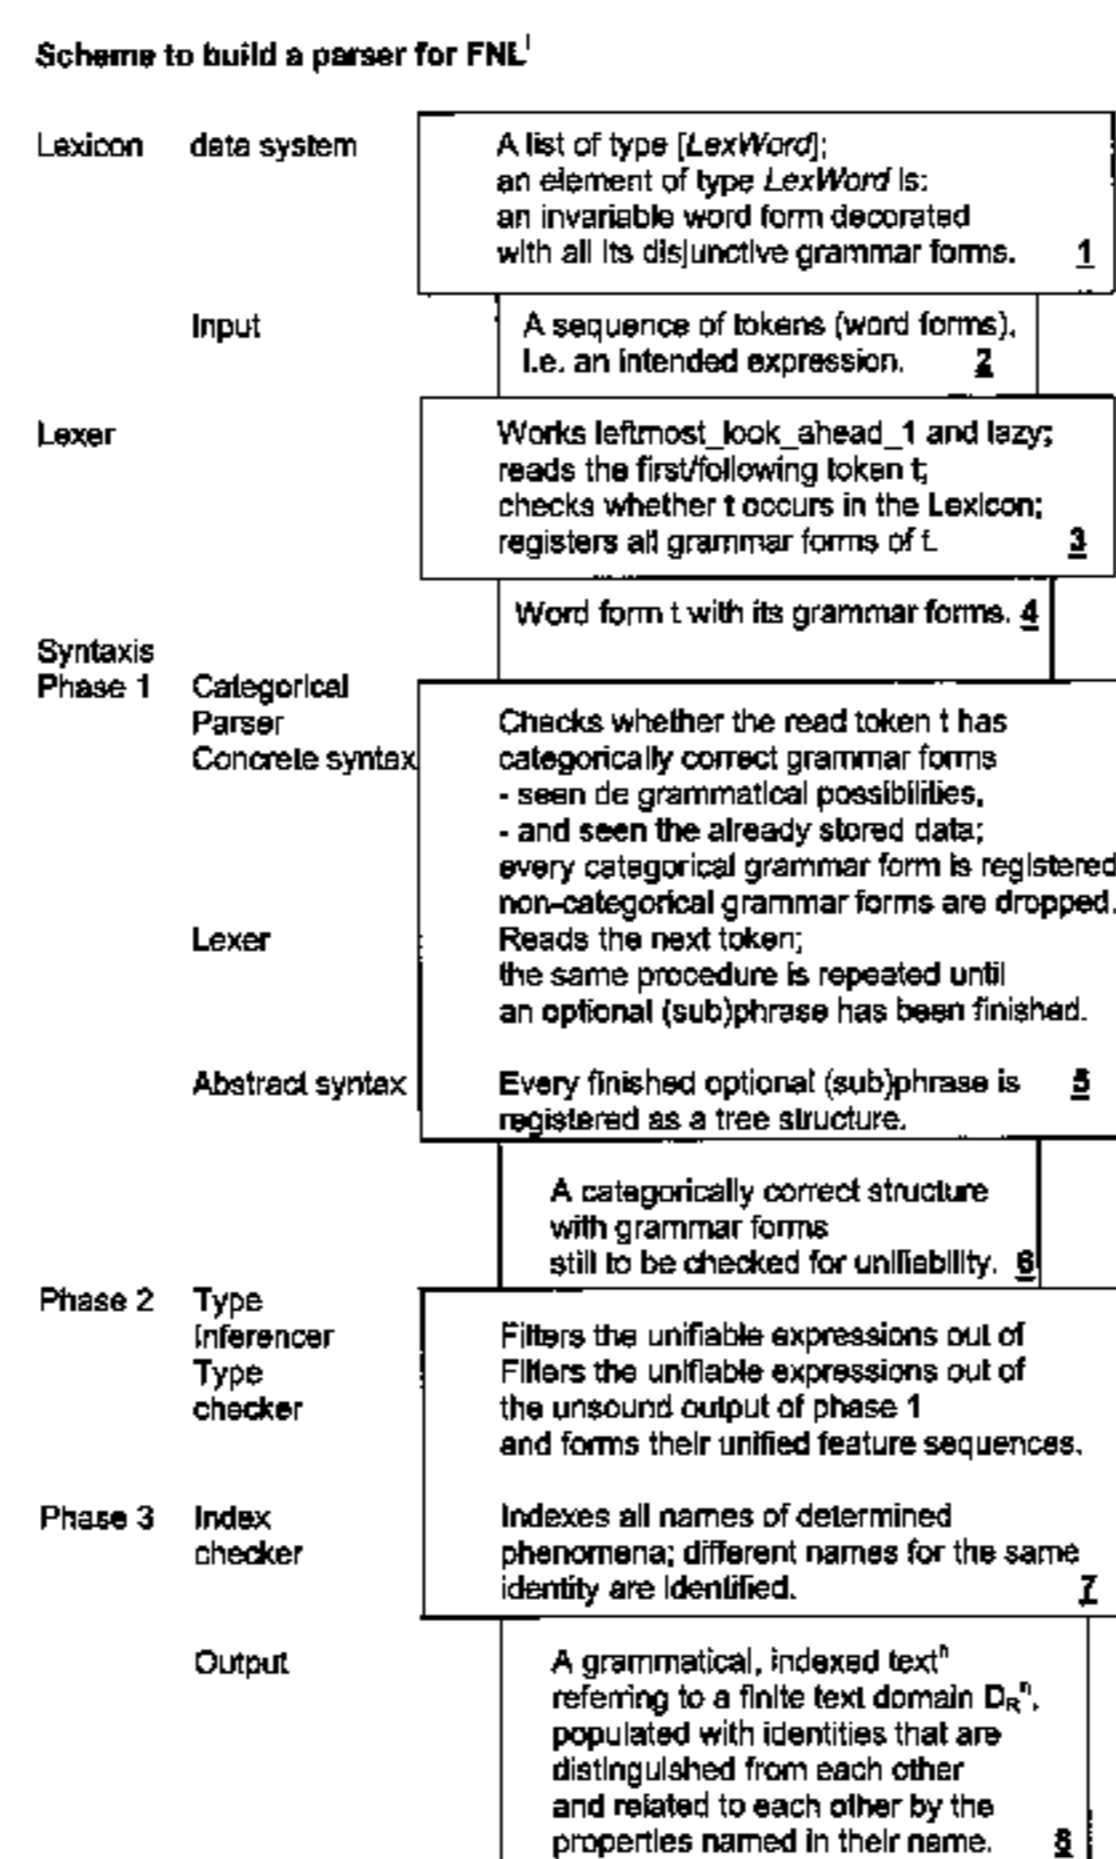 Scheme to build a parser for FNL¹
Lexicon data system A list of type [LexWord];
an element of type LexWord is:
an invariable word form decorated
with all its disjunctive grammar forms. 1
Input A sequence of tokens (word forms),
i.e. an intended expression. 2
Lexer Works leftmost_look_ahead_1 and lazy;
reads the first/following token t;
checks whether t occurs in the Lexicon;
registers all grammar forms of t. 3
Word form t with its grammar forms. 4
Syntaxis
Phase 1 Categorical
Parser Checks whether the read token t has
Concrete syntax categorically correct grammar forms
- seen de grammatical possibilities,
- and seen the already stored data;
every categorical grammar form is registered
non-categorical grammar forms are dropped.
Lexer Reads the next token;
the same procedure is repeated until
an optional (sub)phrase has been finished.
Abstract syntax Every finished optional (sub)phrase is 5
registered as a tree structure.
A categorically correct structure
with grammar forms
still to be checked for unifiability. 6
Phase 2 Type
Inferencer Filters the unifiable expressions out of
Type Filters the unifiable expressions out of
checker the unsound output of phase 1
and forms their unified feature sequences.
Phase 3 Index Indexes all names of determined
checker phenomena; different names for the same
identity are identified. 7
Output A grammatical, indexed textⁿ
referring to a finite text domain D_Rⁿ,
populated with identities that are
distinguished from each other
and related to each other by the
properties named in their name. 8